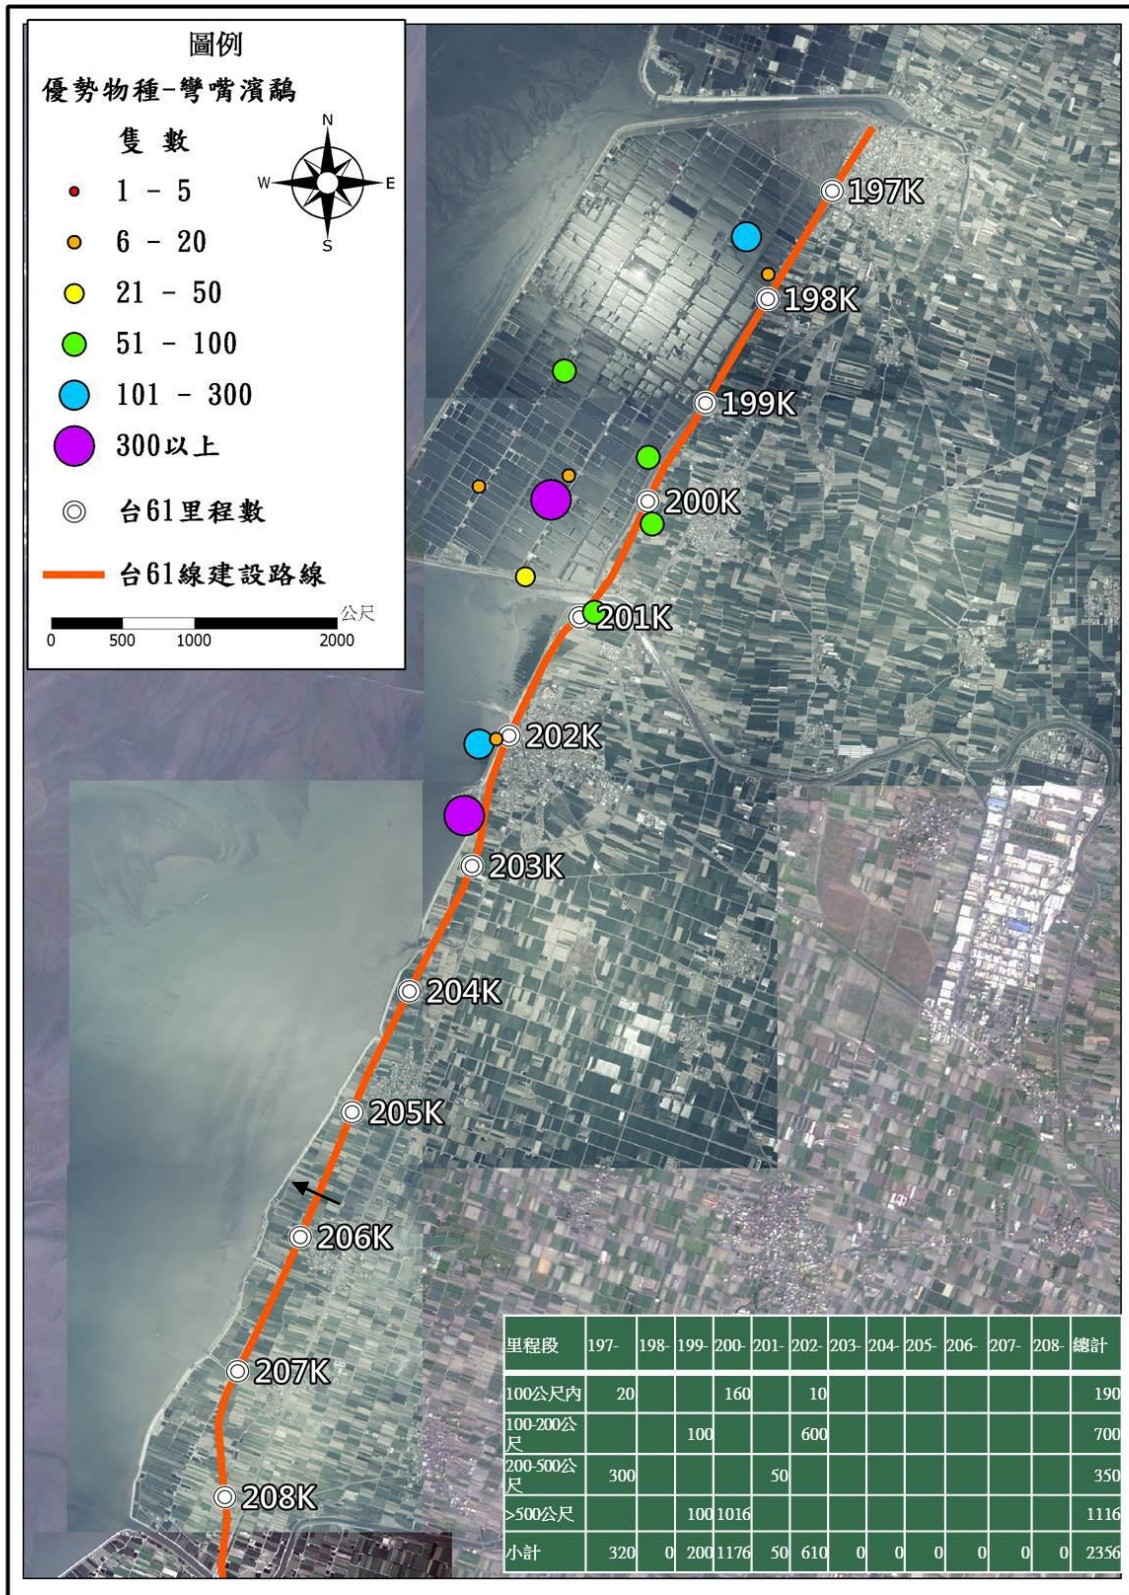 圖例
優勢物種-彎嘴濱鷸
隻 數
1 - 5
6 - 20
21 - 50
51 - 100
101 - 300
300以上
台61里程數
台61線建設路線
公尺
0 500 1000 2000
N
W E
S
197K
198K
199K
200K
201K
202K
203K
204K
205K
206K
207K
208K
里程段 197- 198- 199- 200- 201- 202- 203- 204- 205- 206- 207- 208- 總計
100公尺內 20 160 10 190
100-200公
尺 100 600 700
200-500公
尺 300 50 350
>500公尺 100 1016 1116
小計 320 0 200 1176 50 610 0 0 0 0 0 0 2356